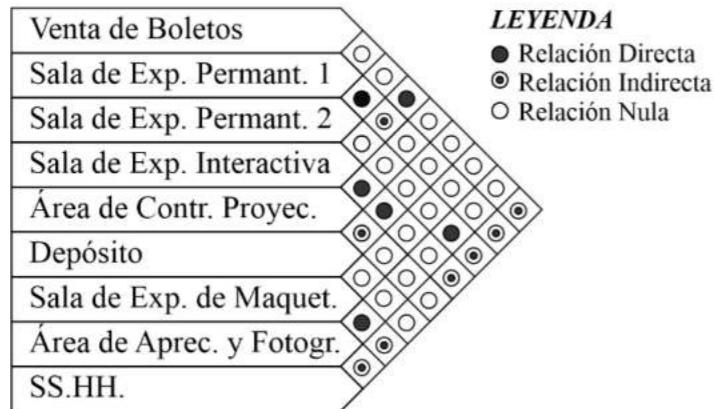 Venta de Boletos
Sala de Exp. Permant. 1
Sala de Exp. Permant. 2
Sala de Exp. Interactiva
Área de Contr. Proyec.
Depósito
Sala de Exp. de Maquet.
Área de Aprec. y Fotogr.
SS.HH.
LEYENDA
Relación Directa
Relación Indirecta
Relación Nula